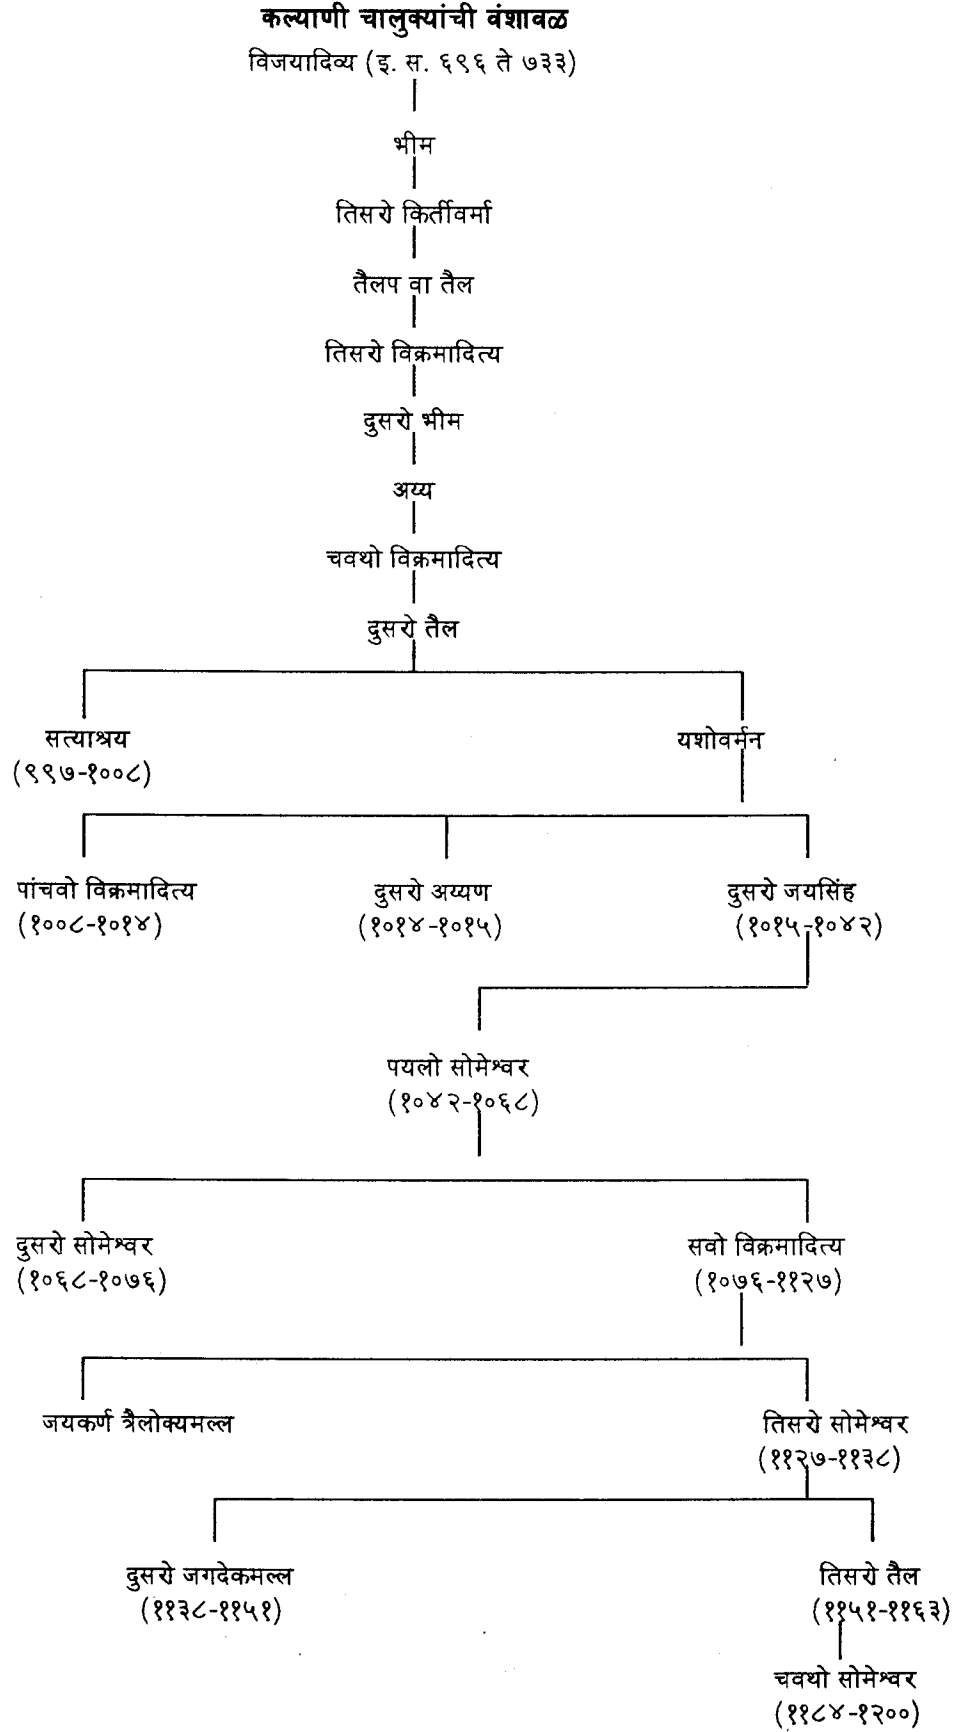 कल्याणी चालुक्यांची वंशावळ
विजयादिव्य (इ. स. ६९६ ते ७३३)
भीम
तिसरो किर्तीवर्मा
तैलप वा तैल
तिसरो विक्रमादित्य
दुसरो भीम
अय्य
चवथो विक्रमादित्य
दुसरो तैल
सत्याश्रय
(९९७-१००८)
यशोवर्मन
पांचवो विक्रमादित्य
(१००८-१०१४)
दुसरो अय्यण
(१०१४-१०१५)
दुसरो जयसिंह
(१०१५-१०४२)
पयलो सोमेश्वर
(१०४२-१०६८)
दुसरो सोमेश्वर
(१०६८-१०७६)
सवो विक्रमादित्य
(१०७६-११२७)
जयकर्ण त्रैलोक्यमल्ल
तिसरो सोमेश्वर
(११२७-११३८)
दुसरो जगदेकमल्ल
(११३८-११५१)
तिसरो तैल
(११५१-११६३)
चवथो सोमेश्वर
(११८४-१२००)